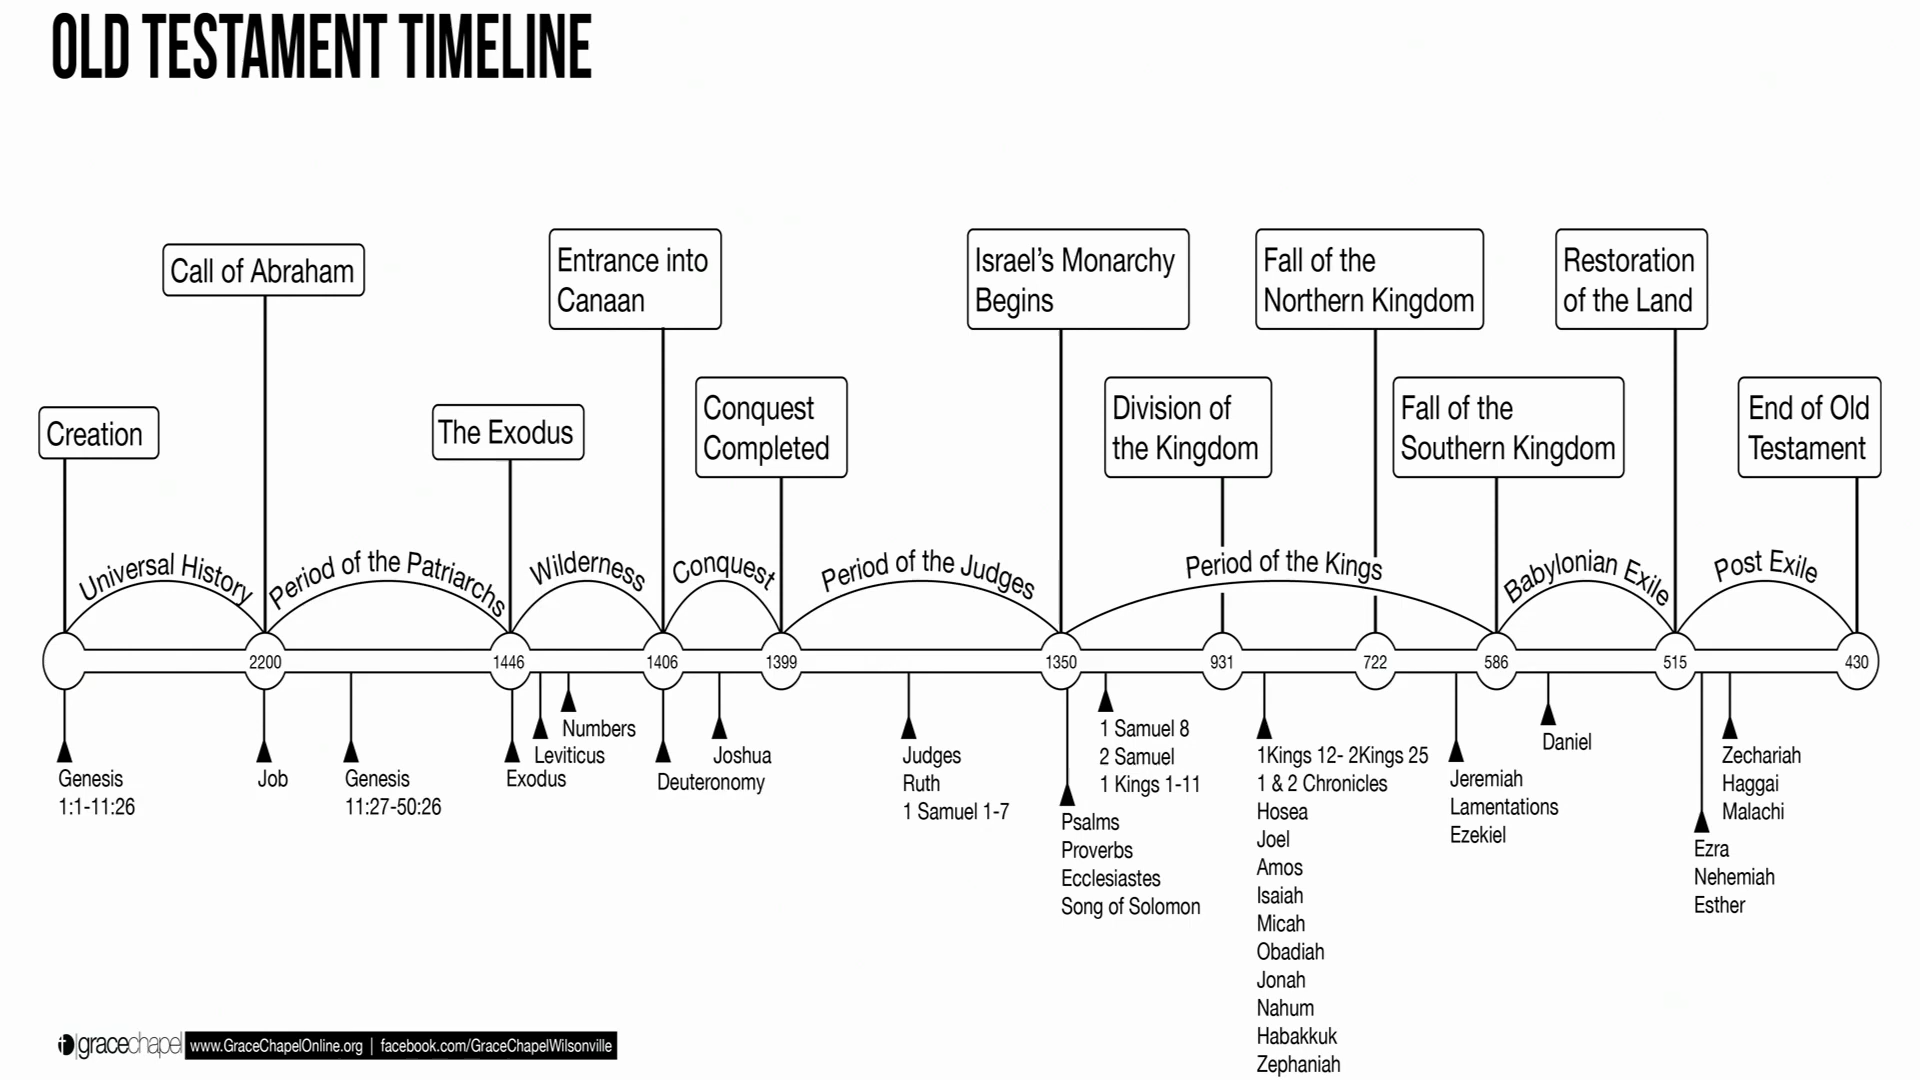 OLD TESTAMENT TIMELINE
Call of Abraham
Entrance into
Canaan
Israel’s Monarchy
Begins
Fall of the
Northern Kingdom
Restoration
of the Land
Creation
The Exodus
Conquest
Completed
Division of
the Kingdom
Fall of the
Southern Kingdom
End of Old
Testament
Universal History
Period of the Patriarchs
Wilderness
Conquest
Period of the Judges
Period of the Kings
Babylonian Exile
Post Exile
2200
1446
1406
1399
1350
931
722
586
515
430
Genesis
1:1-11:26
Job
Genesis
11:27-50:26
Numbers
Leviticus
Exodus
Deuteronomy
Joshua
Judges
Ruth
1 Samuel 1-7
1 Samuel 8
2 Samuel
1 Kings 1-11
Psalms
Proverbs
Ecclesiastes
Song of Solomon
1Kings 12- 2Kings 25
1 & 2 Chronicles
Hosea
Joel
Amos
Isaiah
Micah
Obadiah
Jonah
Nahum
Habakkuk
Zephaniah
Jeremiah
Lamentations
Ezekiel
Daniel
Zechariah
Haggai
Malachi
Ezra
Nehemiah
Esther
gracechapel www.GraceChapelOnline.org | facebook.com/GraceChapelWilsonville